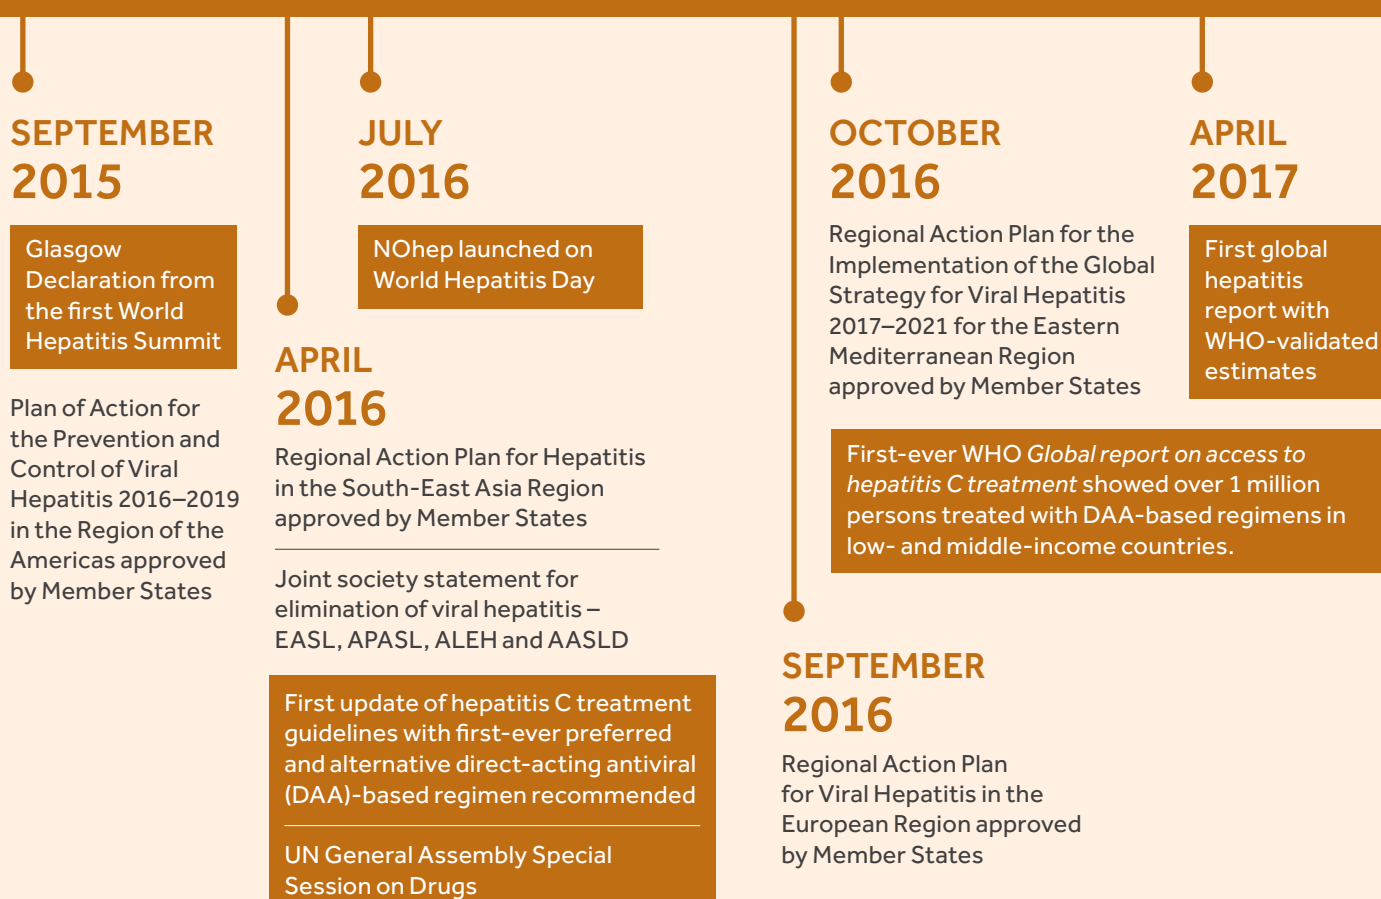 SEPTEMBER
2015
Glasgow
Declaration from
the first World
Hepatitis Summit
Plan of Action for
the Prevention and
Control of Viral
Hepatitis 2016–2019
in the Region of the
Americas approved
by Member States
APRIL
2016
Regional Action Plan for Hepatitis
in the South-East Asia Region
approved by Member States
Joint society statement for
elimination of viral hepatitis –
EASL, APASL, ALEH and AASLD
First update of hepatitis C treatment
guidelines with first-ever preferred
and alternative direct-acting antiviral
(DAA)-based regimen recommended
UN General Assembly Special
Session on Drugs
JULY
2016
NOhep launched on
World Hepatitis Day
SEPTEMBER
2016
Regional Action Plan
for Viral Hepatitis in the
European Region approved
by Member States
OCTOBER
2016
Regional Action Plan for the
Implementation of the Global
Strategy for Viral Hepatitis
2017–2021 for the Eastern
Mediterranean Region
approved by Member States
First-ever WHO Global report on access to
hepatitis C treatment showed over 1 million
persons treated with DAA-based regimens in
low- and middle-income countries.
APRIL
2017
First global
hepatitis
report with
WHO-validated
estimates